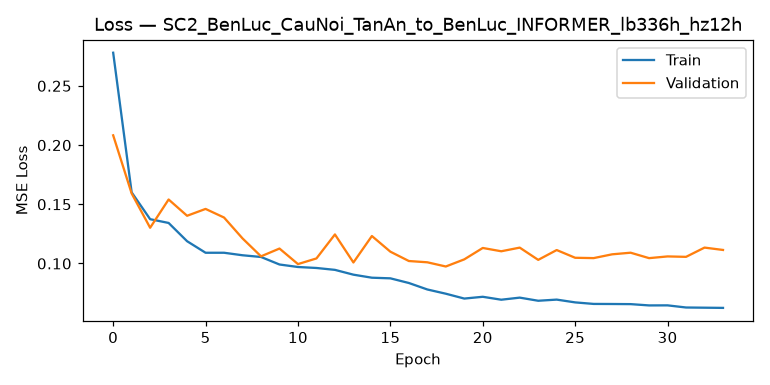 Loss — SC2_BenLuc_CauNoi_TanAn_to_BenLuc_INFORMER_lb336h_hz12h
Train
Validation
MSE Loss
0.25
0.20
0.15
0.10
0
5
10
15
20
25
30
Epoch